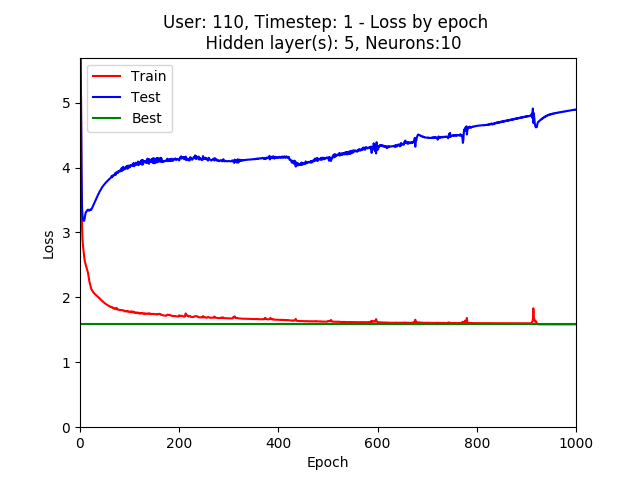 User: 110, Timestep: 1 - Loss by epoch
Hidden layer(s): 5, Neurons:10
Train
Test
Best
5
4
3
2
1
0
Loss
0 200 400 600 800 1000
Epoch